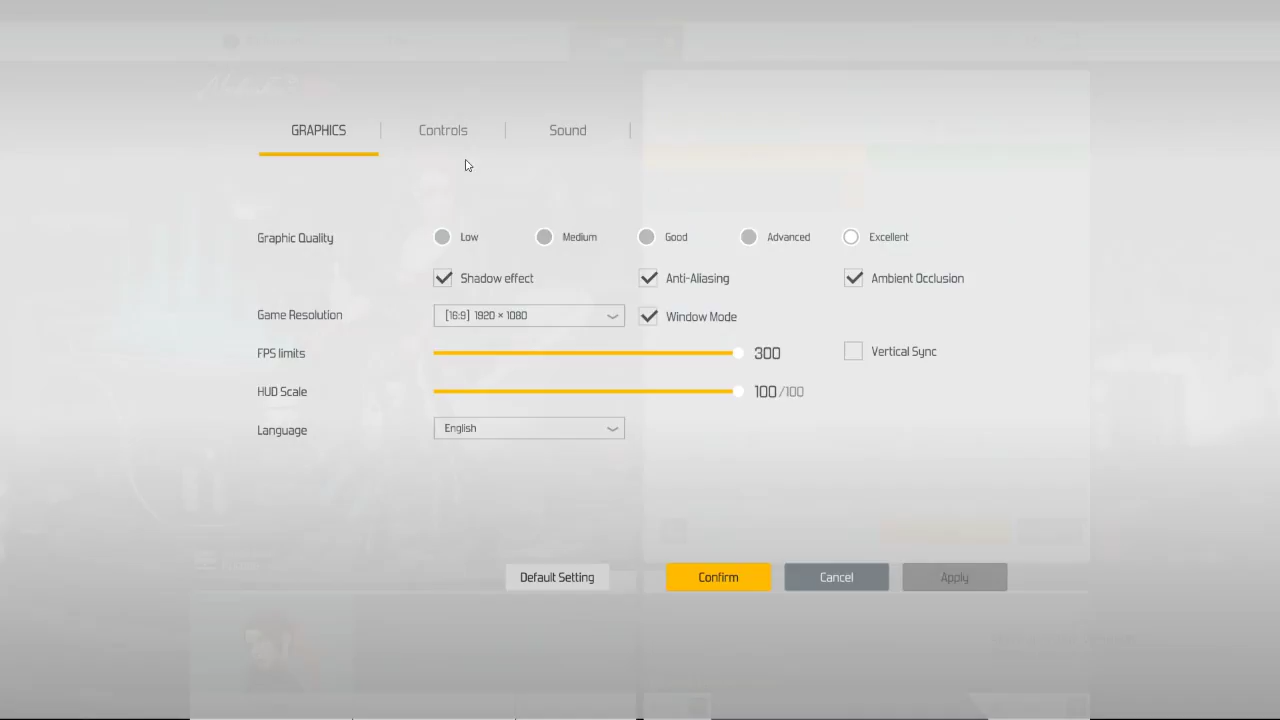 GRAPHICS
Controls
Sound
Graphic Quality
Low
Medium
Good
Advanced
Excellent
Shadow effect
Anti-Aliasing
Ambient Occlusion
Game Resolution
[16:9] 1920 × 1080
Window Mode
FPS limits
300
Vertical Sync
HUD Scale
100/100
Language
English
Default Setting
Confirm
Cancel
Apply